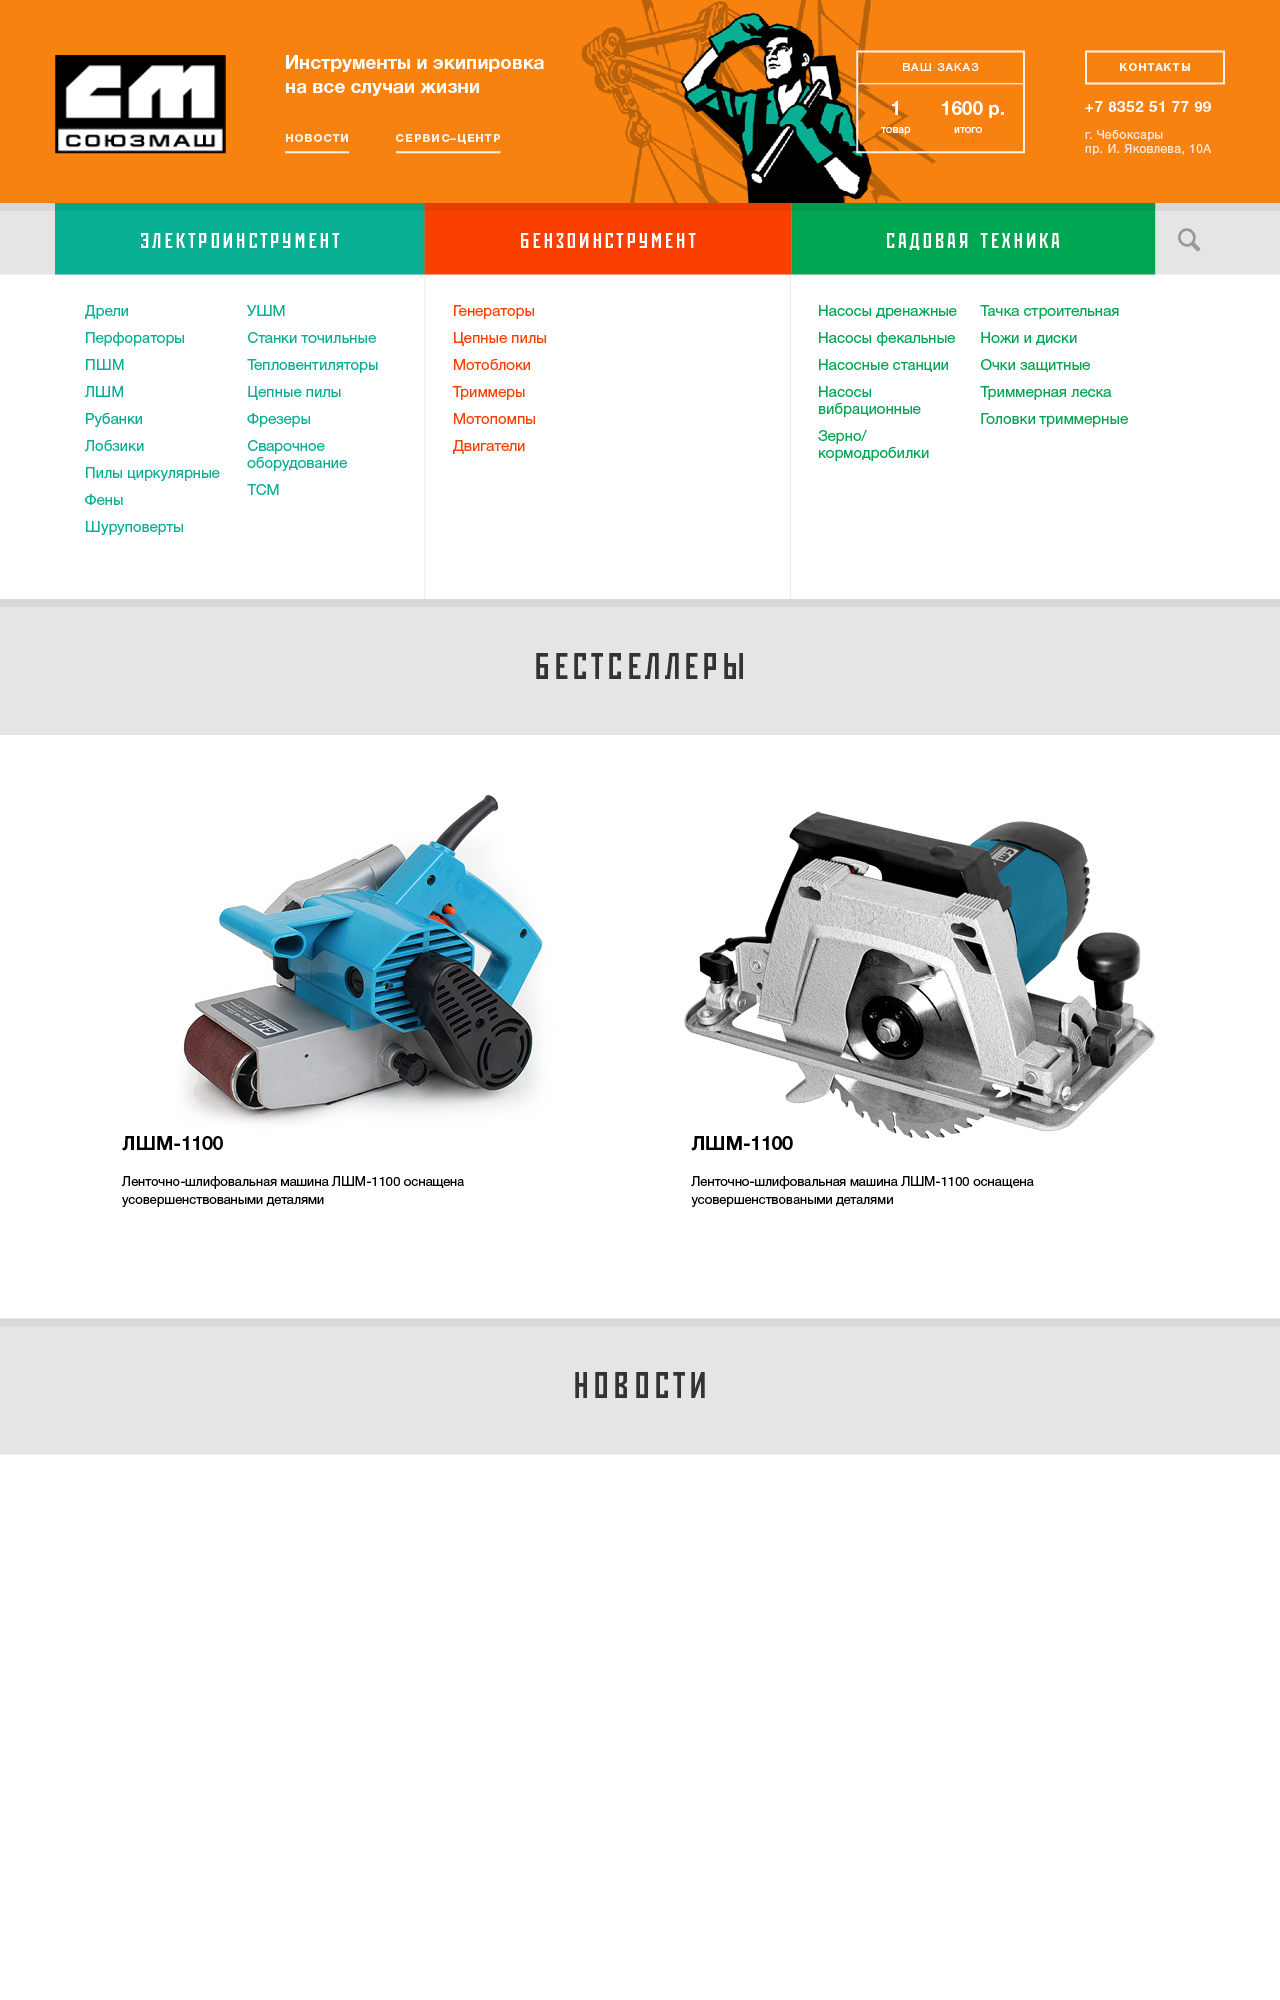 СМ
СОЮЗМАШ
Инструменты и экипировка
на все случаи жизни
НОВОСТИ
СЕРВИС–ЦЕНТР
ВАШ ЗАКАЗ
1
товар
1600 р.
итого
КОНТАКТЫ
+7 8352 51 77 99
г. Чебоксары
пр. И. Яковлева, 10А
ЭЛЕКТРОИНСТРУМЕНТ
БЕНЗОИНСТРУМЕНТ
САДОВАЯ ТЕХНИКА
Дрели
Перфораторы
ПШМ
ЛШМ
Рубанки
Лобзики
Пилы циркулярные
Фены
Шуруповерты
УШМ
Станки точильные
Тепловентиляторы
Цепные пилы
Фрезеры
Сварочное
оборудование
ТСМ
Генераторы
Цепные пилы
Мотоблоки
Триммеры
Мотопомпы
Двигатели
Насосы дренажные
Насосы фекальные
Насосные станции
Насосы
вибрационные
Зерно/
кормодробилки
Тачка строительная
Ножи и диски
Очки защитные
Триммерная леска
Головки триммерные
БЕСТСЕЛЛЕРЫ
ЛШМ-1100
Ленточно-шлифовальная машина ЛШМ-1100 оснащена
усовершенствоваными деталями
ЛШМ-1100
Ленточно-шлифовальная машина ЛШМ-1100 оснащена
усовершенствоваными деталями
НОВОСТИ